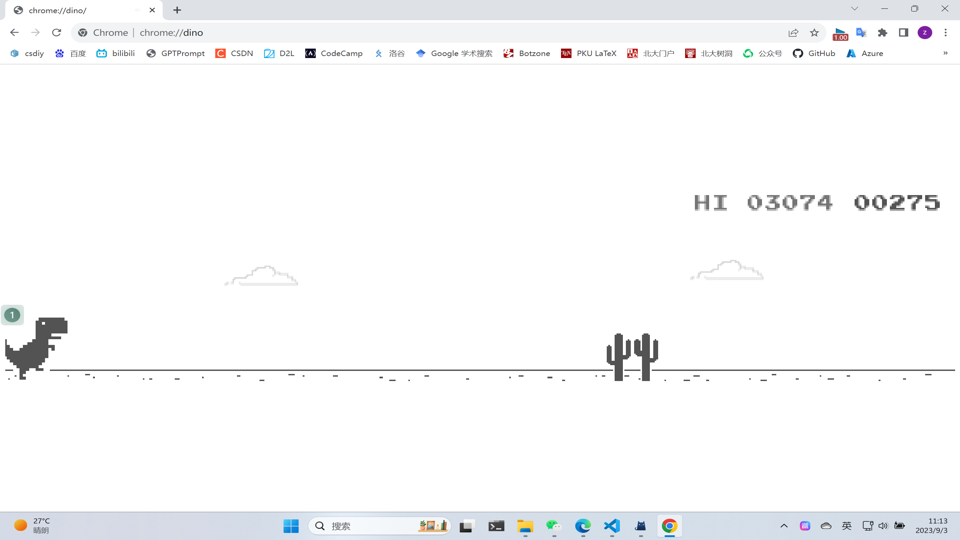 chrome://dino/
Chrome | chrome://dino
1.00
z
csdiy 百度 bilibili GPTPrompt CSDN D2L CodeCamp 洛谷 Google 学术搜索 Botzone PKU LaTeX 北大门户 北大树洞 公众号 GitHub Azure »
HI 03074 00275
1
27°C
晴朗
搜索
英
11:13
2023/9/3